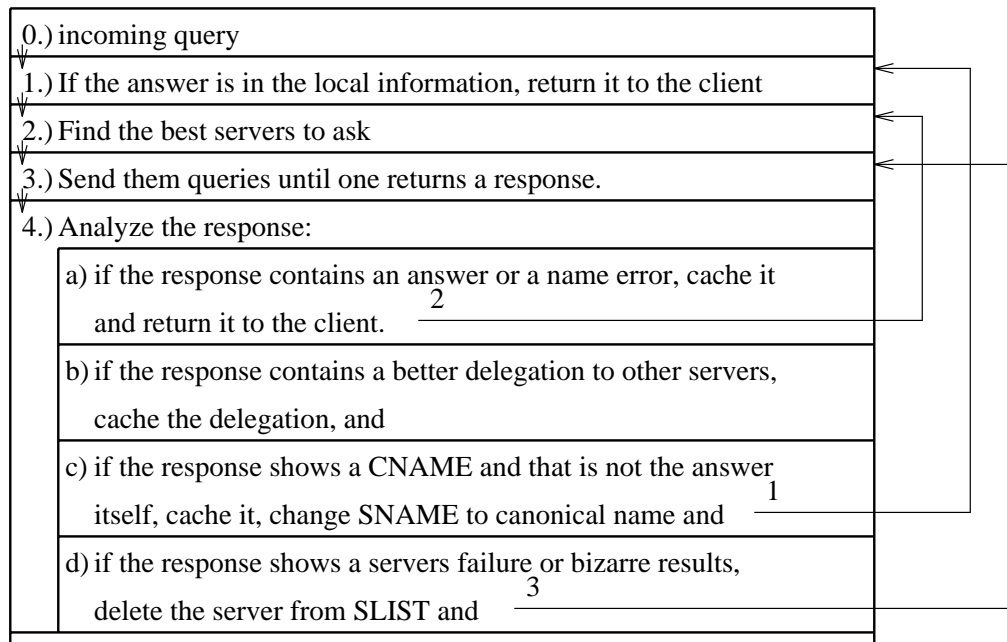 0.) incoming query
1.) If the answer is in the local information, return it to the client
2.) Find the best servers to ask
3.) Send them queries until one returns a response.
4.) Analyze the response:
a) if the response contains an answer or a name error, cache it
and return it to the client.
2
b) if the response contains a better delegation to other servers,
cache the delegation, and
c) if the response shows a CNAME and that is not the answer
itself, cache it, change SNAME to canonical name and
1
d) if the response shows a servers failure or bizarre results,
delete the server from SLIST and
3